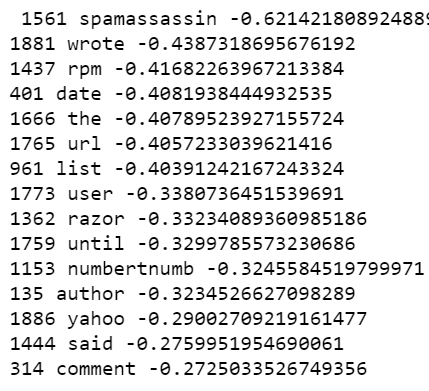 1561 spamassassin -0.621421808924889
1881 wrote -0.4387318695676192
1437 rpm -0.41682263967213384
401 date -0.4081938444932535
1666 the -0.40789523927155724
1765 url -0.4057233039621416
961 list -0.40391242167243324
1773 user -0.3380736451539691
1362 razor -0.33234089360985186
1759 until -0.3299785573230686
1153 numbertnumb -0.3245584519799971
135 author -0.3234526627098289
1886 yahoo -0.29002709219161477
1444 said -0.2759951954690061
314 comment -0.2725033526749356